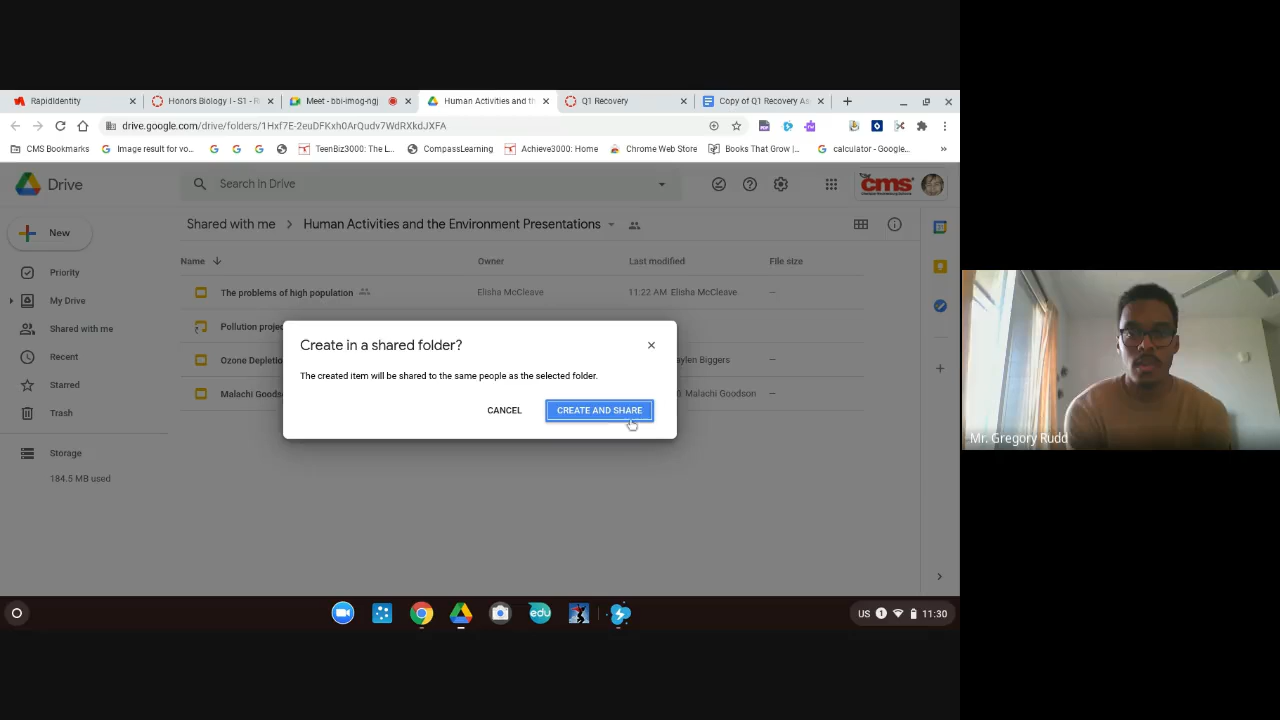 RapidIdentity
Honors Biology I - S1 - R
Meet - bbi-imog-ngj
Human Activities and th
Q1 Recovery
Copy of Q1 Recovery As
drive.google.com/drive/folders/1Hxf7E-2euDFKxh0ArQudv7WdRXkdJXFA
CMS Bookmarks
Image result for vo...
TeenBiz3000: The L...
CompassLearning
Achieve3000: Home
Chrome Web Store
Books That Grow |...
calculator - Google...
»
Drive
Search in Drive
cms
New
Shared with me > Human Activities and the Environment Presentations
Name
Owner
Last modified
File size
Priority
My Drive
Shared with me
Recent
Starred
Trash
Storage
184.5 MB used
The problems of high population
Elisha McCleave
11:22 AM Elisha McCleave
—
Pollution projec
Ozone Depletio
aylen Biggers
—
Malachi Goods
0 Malachi Goodson
—
Create in a shared folder?
The created item will be shared to the same people as the selected folder.
CANCEL
CREATE AND SHARE
edu
US
1
11:30
Mr. Gregory Rudd